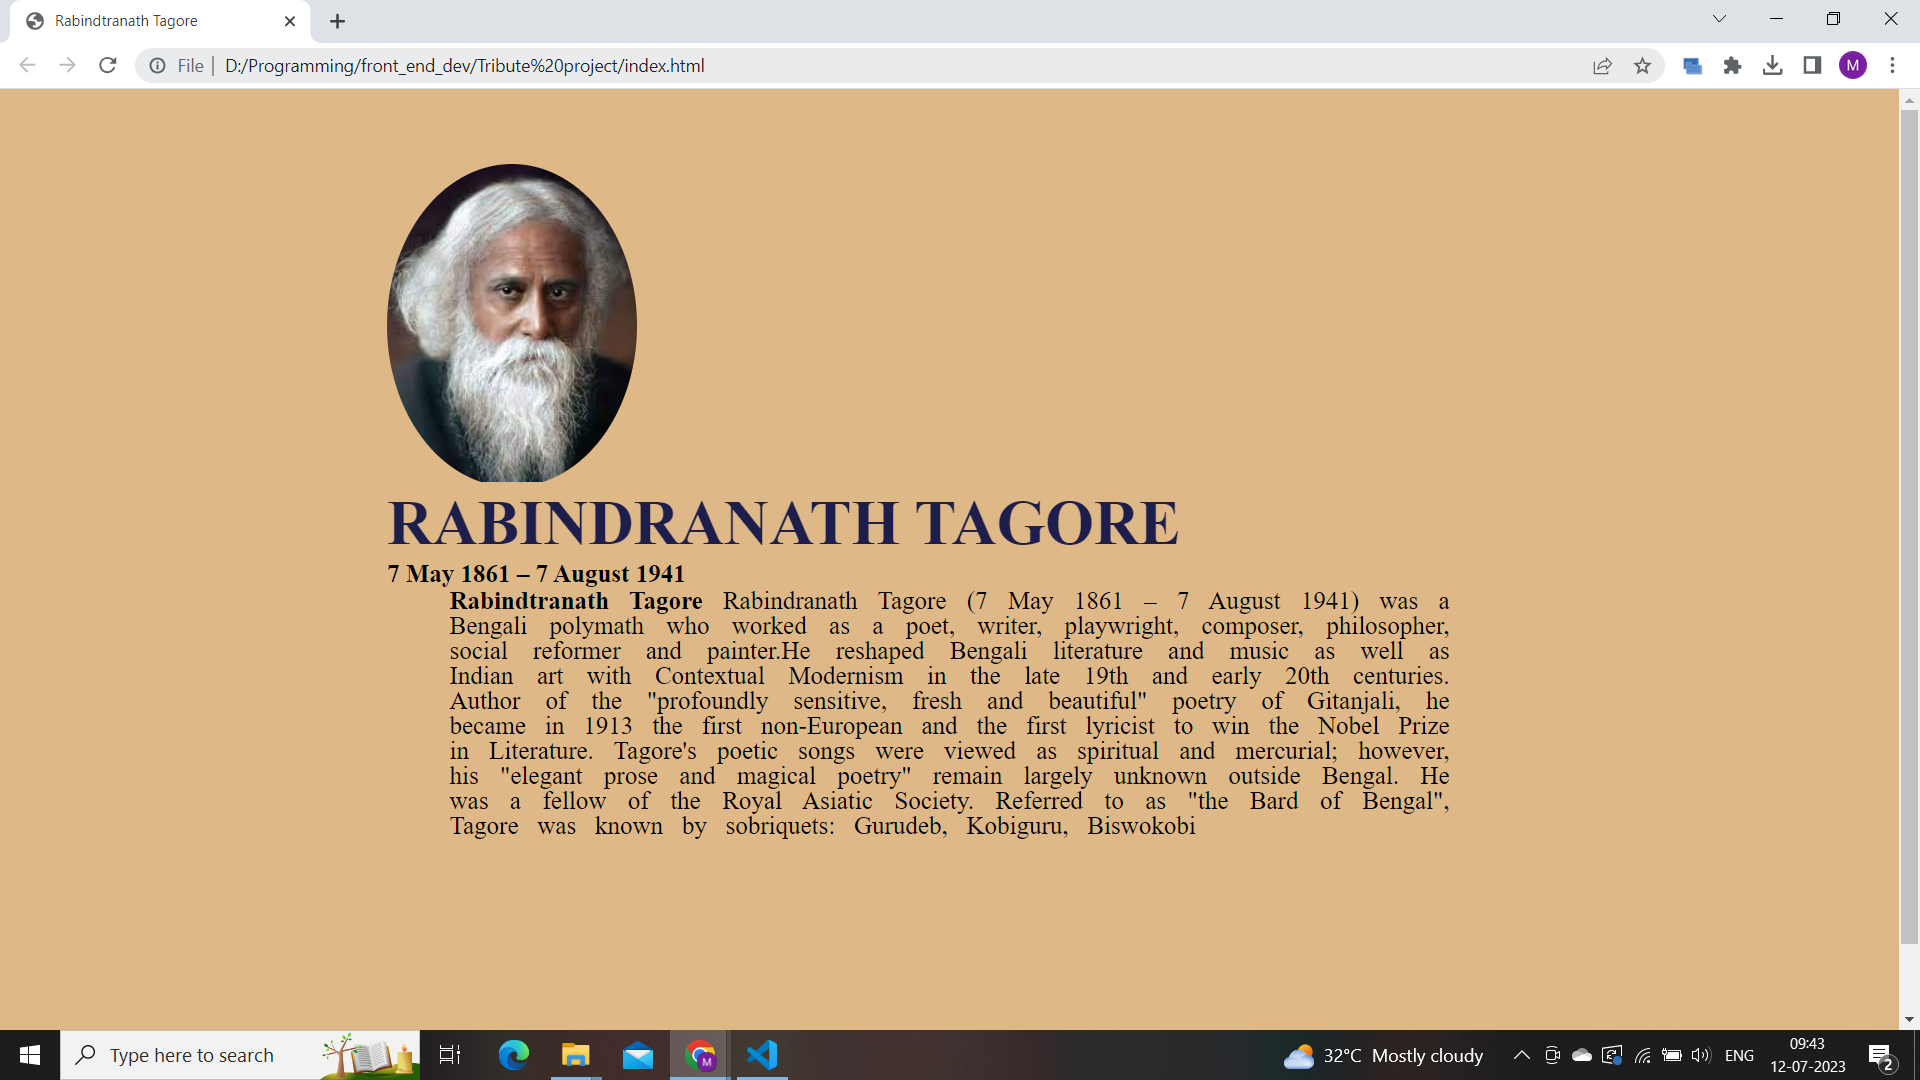 Rabindtranath Tagore
File | D:/Programming/front_end_dev/Tribute%20project/index.html
M
RABINDRANATH TAGORE
7 May 1861 – 7 August 1941
Rabindtranath Tagore Rabindranath Tagore (7 May 1861 – 7 August 1941) was a
Bengali polymath who worked as a poet, writer, playwright, composer, philosopher,
social reformer and painter.He reshaped Bengali literature and music as well as
Indian art with Contextual Modernism in the late 19th and early 20th centuries.
Author of the "profoundly sensitive, fresh and beautiful" poetry of Gitanjali, he
became in 1913 the first non-European and the first lyricist to win the Nobel Prize
in Literature. Tagore's poetic songs were viewed as spiritual and mercurial; however,
his "elegant prose and magical poetry" remain largely unknown outside Bengal. He
was a fellow of the Royal Asiatic Society. Referred to as "the Bard of Bengal",
Tagore was known by sobriquets: Gurudeb, Kobiguru, Biswokobi
Type here to search
M
32°C Mostly cloudy
ENG
09:43
12-07-2023
2